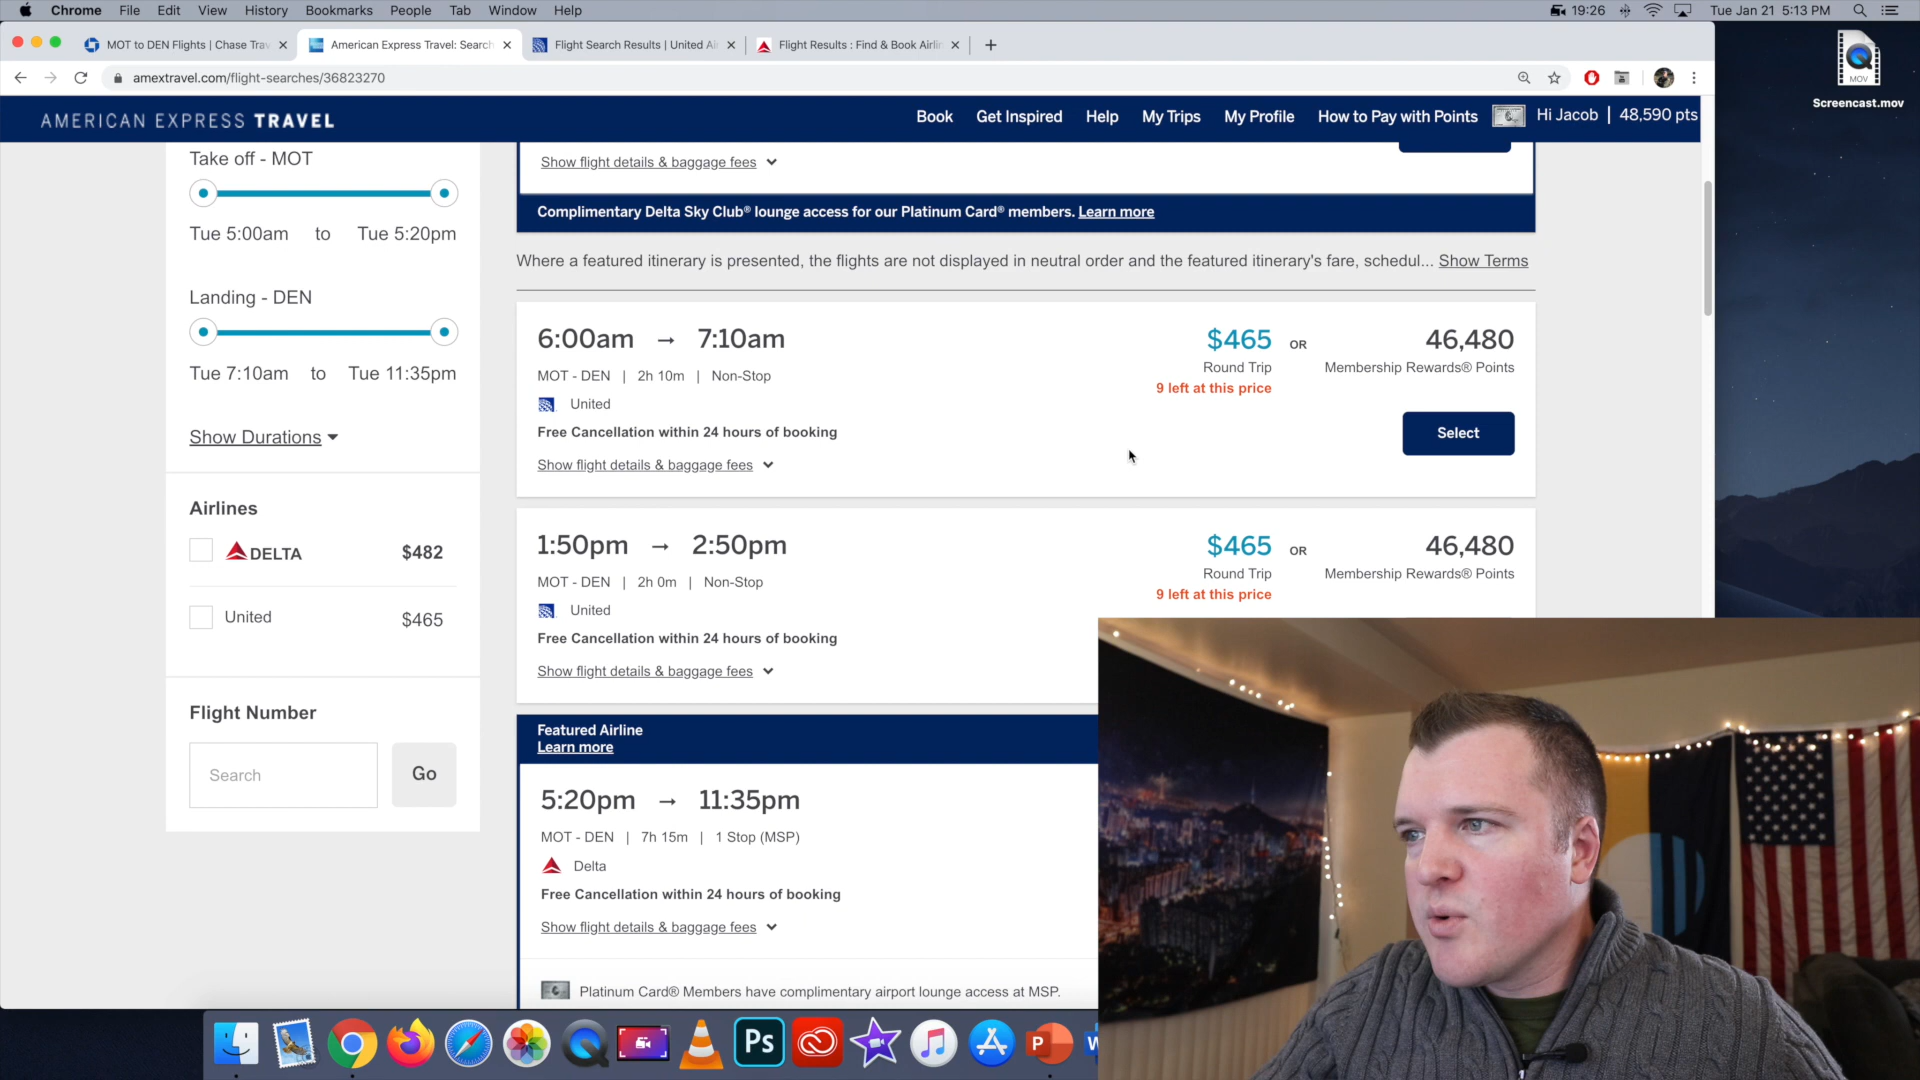 Chrome File Edit View History Bookmarks People Tab Window Help
19:26 Tue Jan 21 5:13 PM
MOT to DEN Flights | Chase Trav
American Express Travel: Search
Flight Search Results | United Ai
Flight Results : Find & Book Airli
amextravel.com/flight-searches/36823270
MOV
Screencast.mov
AMERICAN EXPRESS TRAVEL
Book Get Inspired Help My Trips My Profile How to Pay with Points Hi Jacob | 48,590 pts
Take off - MOT
Tue 5:00am to Tue 5:20pm
Landing - DEN
Tue 7:10am to Tue 11:35pm
Show Durations
Airlines
DELTA $482
United $465
Flight Number
Search Go
Show flight details & baggage fees
Complimentary Delta Sky Club® lounge access for our Platinum Card® members. Learn more
Where a featured itinerary is presented, the flights are not displayed in neutral order and the featured itinerary's fare, schedul... Show Terms
6:00am → 7:10am $465 OR 46,480
Round Trip Membership Rewards® Points
MOT - DEN | 2h 10m | Non-Stop
9 left at this price
United
Free Cancellation within 24 hours of booking
Select
Show flight details & baggage fees
1:50pm → 2:50pm $465 OR 46,480
Round Trip Membership Rewards® Points
MOT - DEN | 2h 0m | Non-Stop
9 left at this price
United
Free Cancellation within 24 hours of booking
Show flight details & baggage fees
Featured Airline
Learn more
5:20pm → 11:35pm
MOT - DEN | 7h 15m | 1 Stop (MSP)
Delta
Free Cancellation within 24 hours of booking
Show flight details & baggage fees
Platinum Card® Members have complimentary airport lounge access at MSP.
Ps
P
W